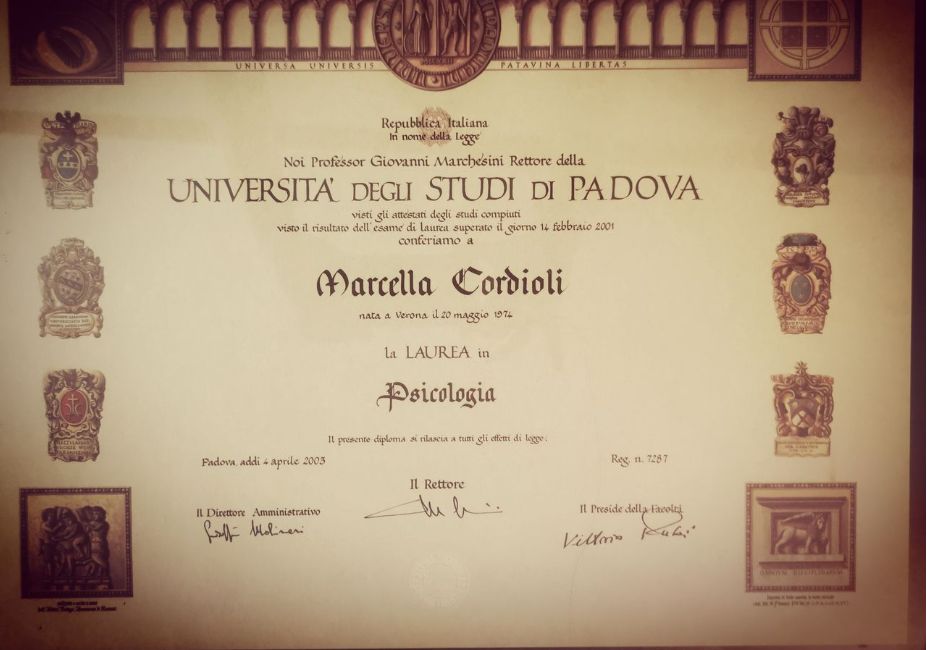 UNIVERSA UNIVERSIS PATAVINA LIBERTAS
Repubblica Italiana
In nome della Legge
Noi Professor Giovanni Marchesini Rettore della
UNIVERSITA' DEGLI STUDI DI PADOVA
visti gli attestati degli studi compiuti
visto il risultato dell'esame di laurea superato il giorno 14 febbraio 2001
conferiamo a
Marcella Cordioli
nata a Verona il 20 maggio 1974
la LAUREA in
Psicologia
Il presente diploma si rilascia a tutti gli effetti di legge.
Padova, addì 4 aprile 2003
Reg. n. 7287
Il Rettore
Il Direttore Amministrativo
Il Preside della Facoltà
Vittorio